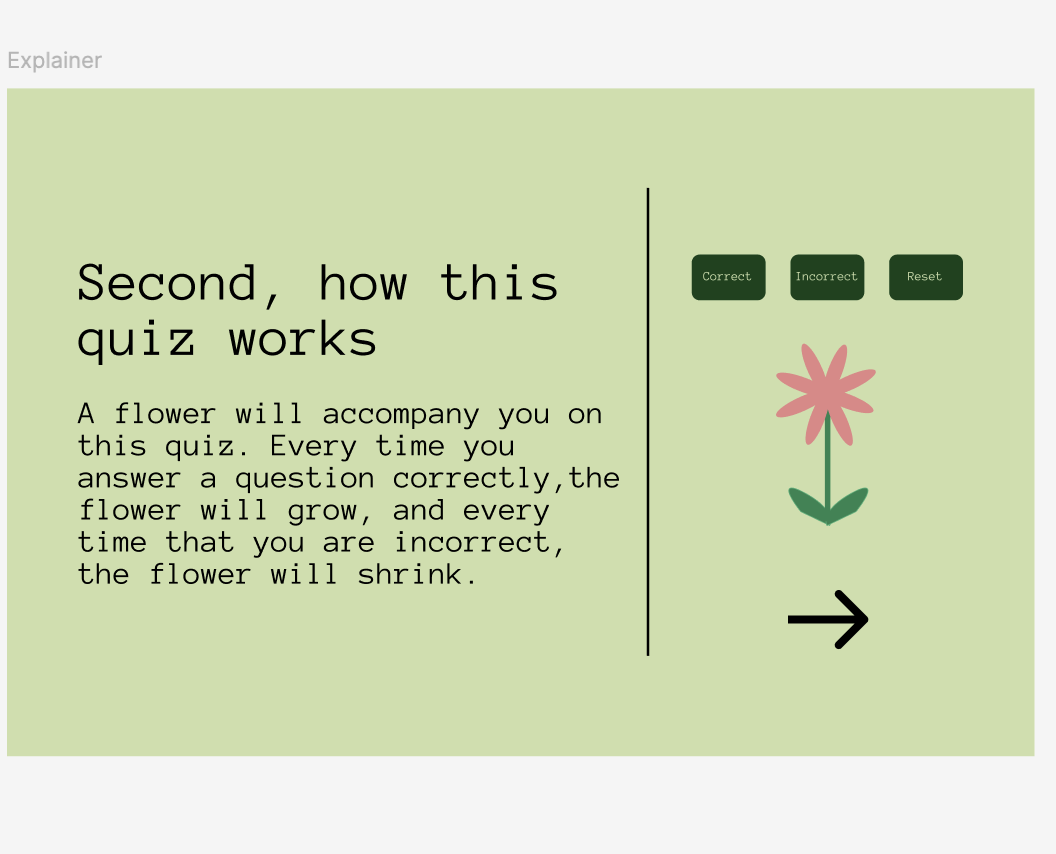 Explainer
Second, how this
quiz works
A flower will accompany you on
this quiz. Every time you
answer a question correctly,the
flower will grow, and every
time that you are incorrect,
the flower will shrink.
Correct
Incorrect
Reset